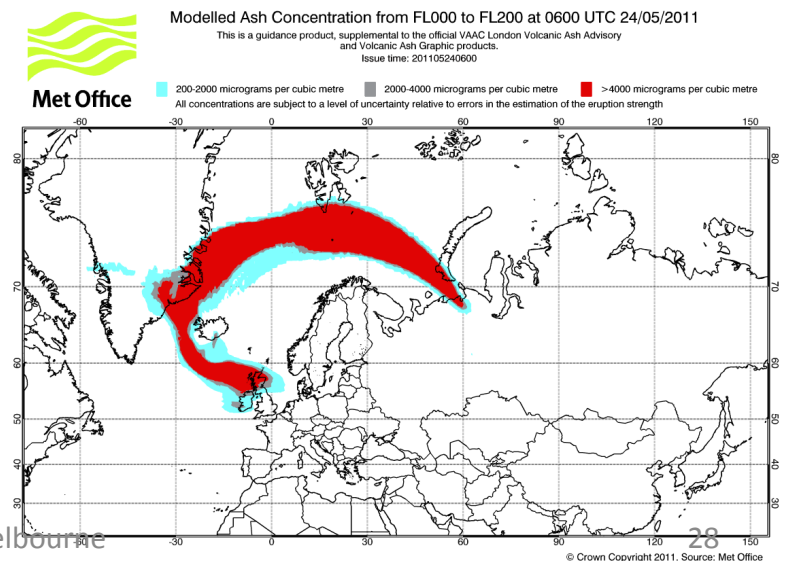 Met Office
Modelled Ash Concentration from FL000 to FL200 at 0600 UTC 24/05/2011
This is a guidance product, supplemental to the official VAAC London Volcanic Ash Advisory
and Volcanic Ash Graphic products.
Issue time: 201105240600
200-2000 micrograms per cubic metre 2000-4000 micrograms per cubic metre >4000 micrograms per cubic metre
All concentrations are subject to a level of uncertainty relative to errors in the estimation of the eruption strength
-60 -30 0 30 60 90 120 150
80 80
70 70
60 60
50 50
40 40
30 30
-60 -30 0 30 60 90 120 150
elbourne 28
© Crown Copyright 2011. Source: Met Office